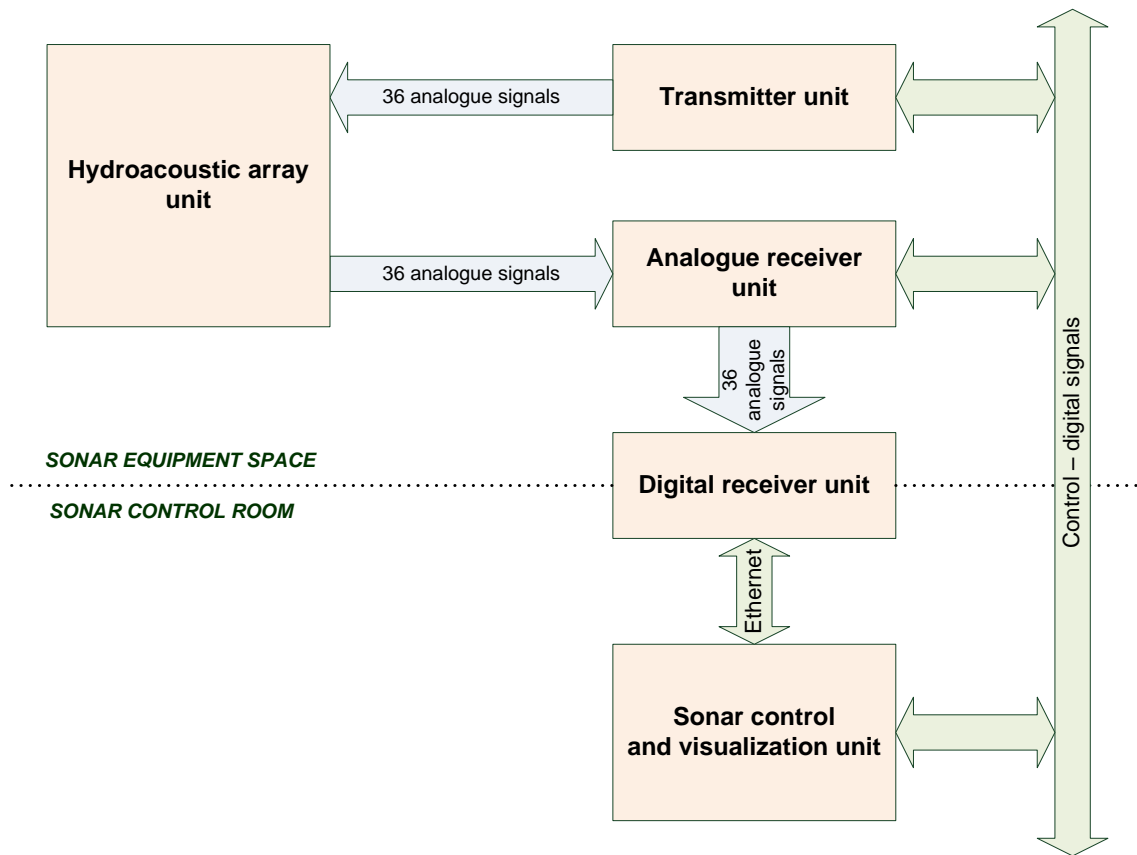 Hydroacoustic array
unit
36 analogue signals
Transmitter unit
36 analogue signals
Analogue receiver
unit
36
analogue
signals
SONAR EQUIPMENT SPACE
SONAR CONTROL ROOM
Digital receiver unit
Ethernet
Sonar control
and visualization unit
Control – digital signals